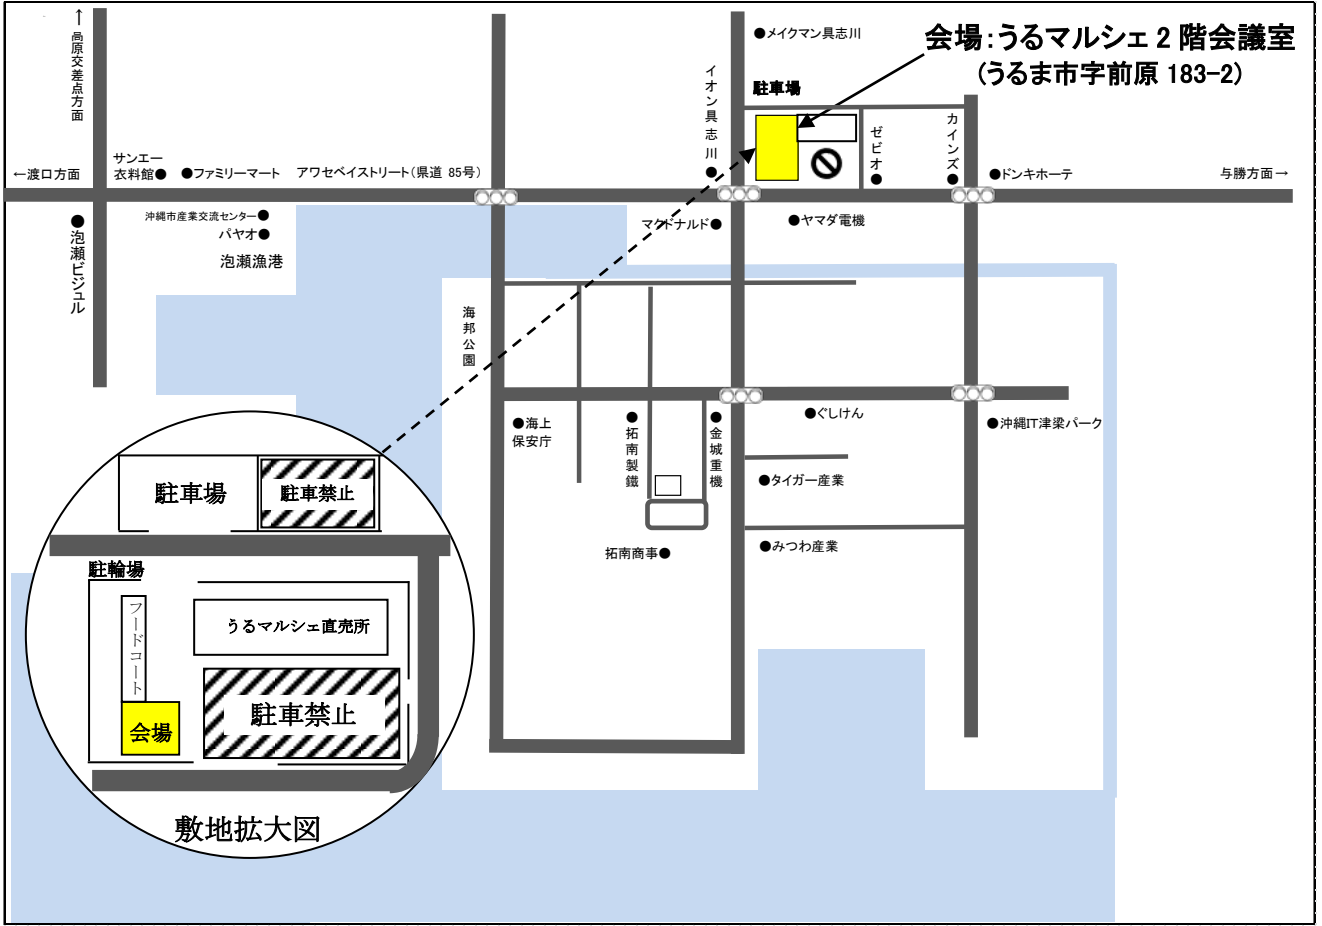 ↑高原交差点方面
●メイクマン具志川
会場：うるマルシェ２階会議室
（うるま市字前原 183-2）
駐車場
イオン具志川●
ゼビオ●
カインズ●
←渡口方面
サンエー
衣料館●
●ファミリーマート
アワセベイストリート（県道 85号）
●ドンキホーテ
与勝方面→
●泡瀬ビジュル
沖縄市産業交流センター●
パヤオ●
泡瀬漁港
マクドナルド●
●ヤマダ電機
海邦公園
●海上
保安庁
●拓南製鐵
●金城重機
●ぐしけん
●沖縄IT津梁パーク
●タイガー産業
拓南商事●
●みつわ産業
駐車場
駐車禁止
駐輪場
フードコート
うるマルシェ直売所
駐車禁止
会場
敷地拡大図